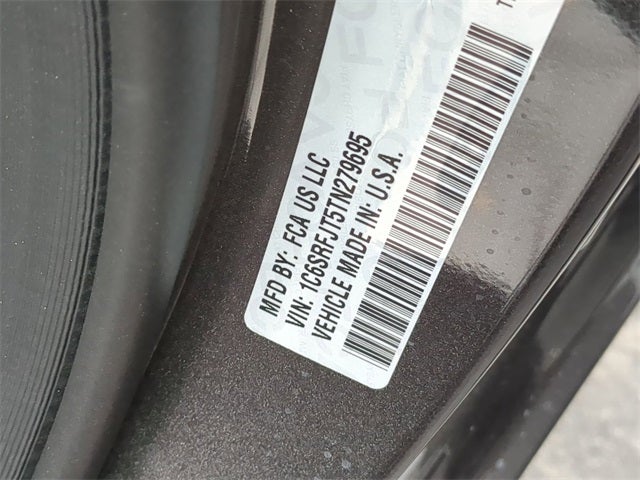 MFD BY: FCA US LLC
VIN: 1C6SRFJT5TN279695
VEHICLE MADE IN: U.S.A.